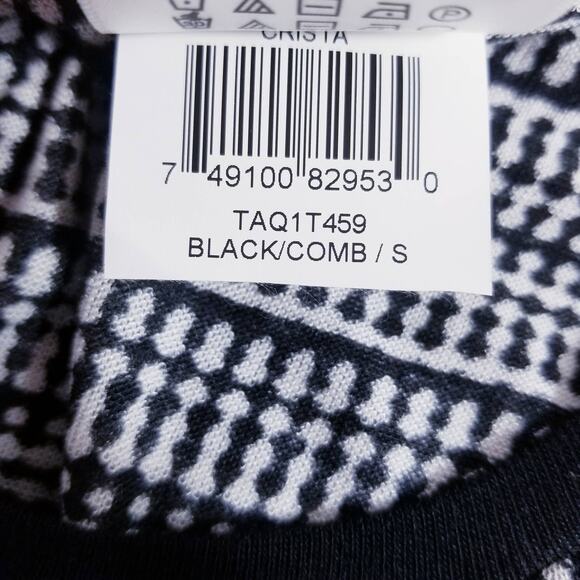 CRISTA
7 49100 82953 0
TAQ1T459
BLACK/COMB / S